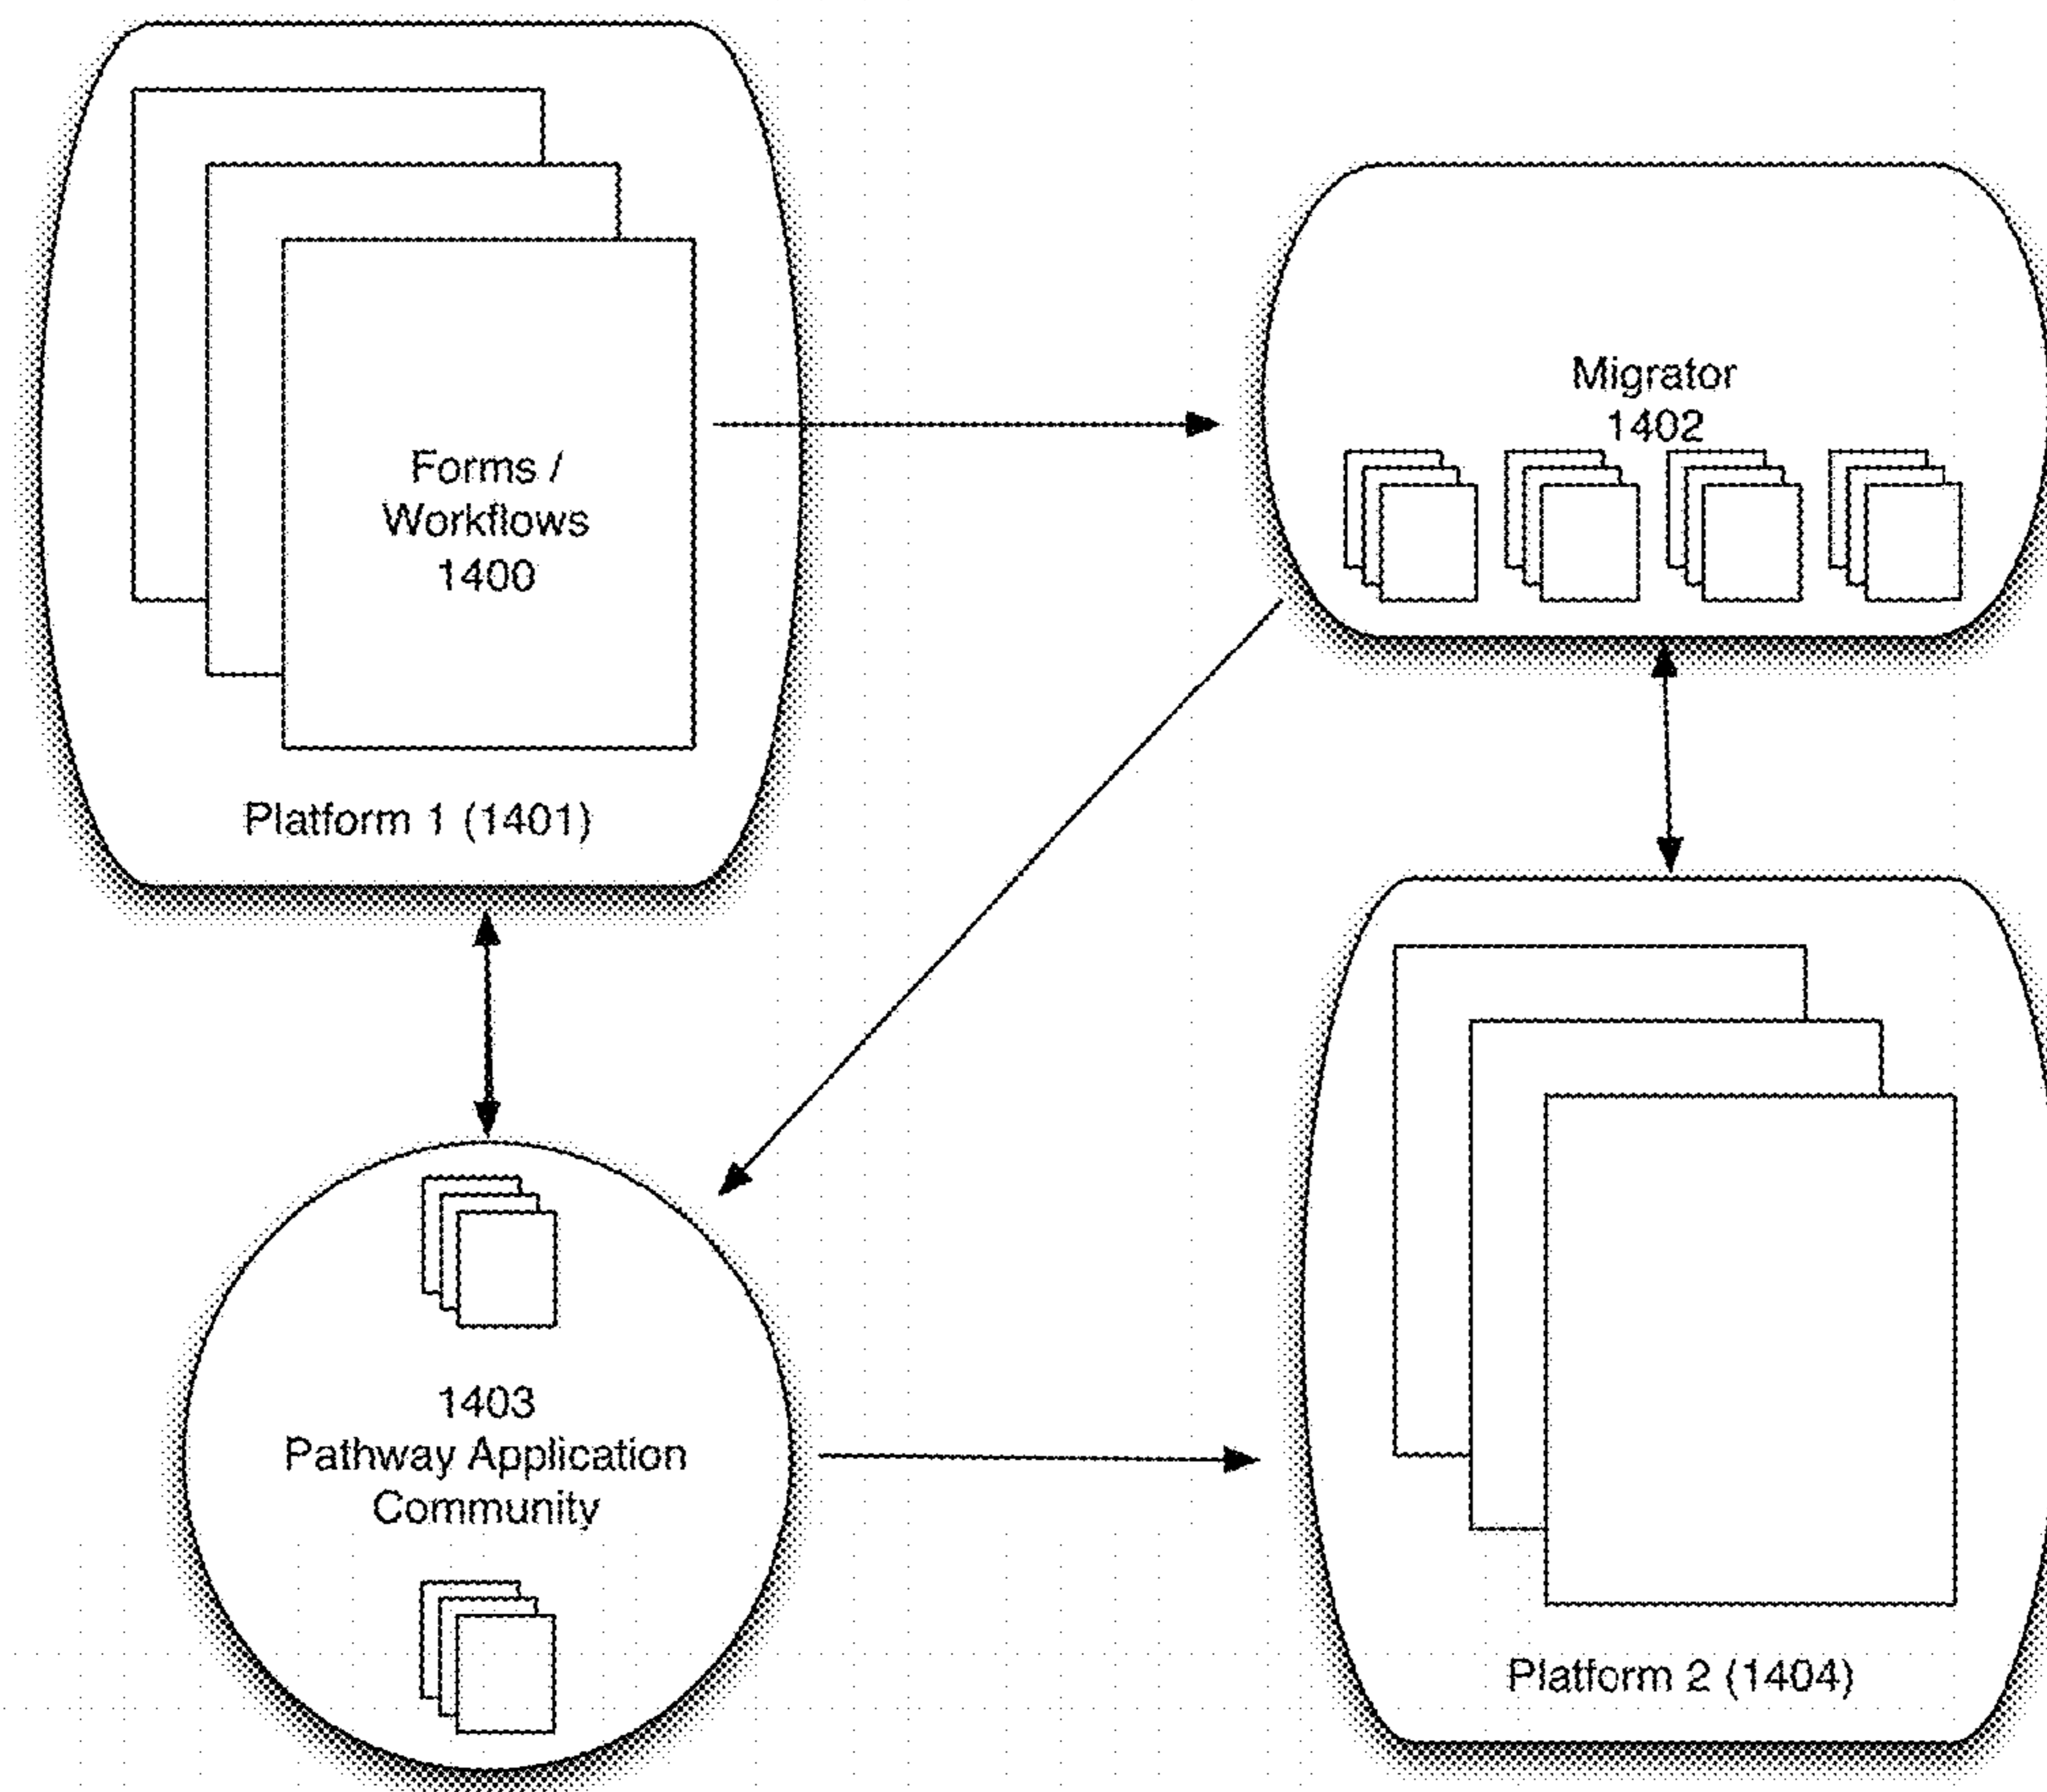 Forms /
Workflows
1400
Platform 1 (1401)
Migrator
1402
1403
Pathway Application
Community
Platform 2 (1404)